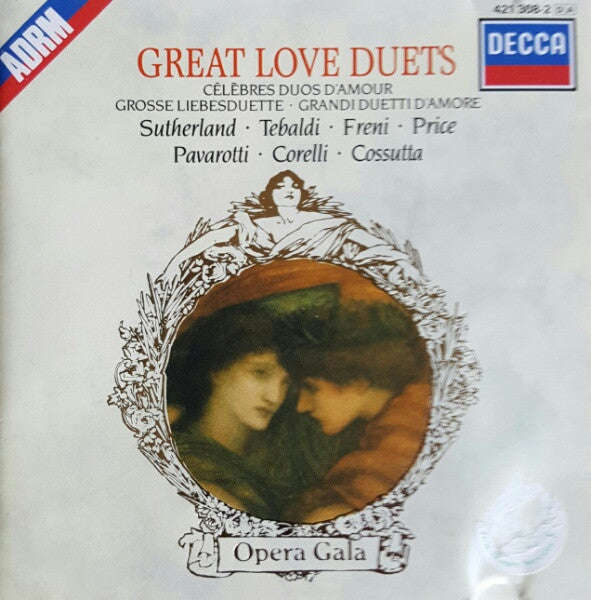 ADRM
421 308-2
DECCA
GREAT LOVE DUETS
CÉLÈBRES DUOS D'AMOUR
GROSSE LIEBESDUETTE · GRANDI DUETTI D'AMORE
Sutherland · Tebaldi · Freni · Price
Pavarotti · Corelli · Cossutta
Opera Gala